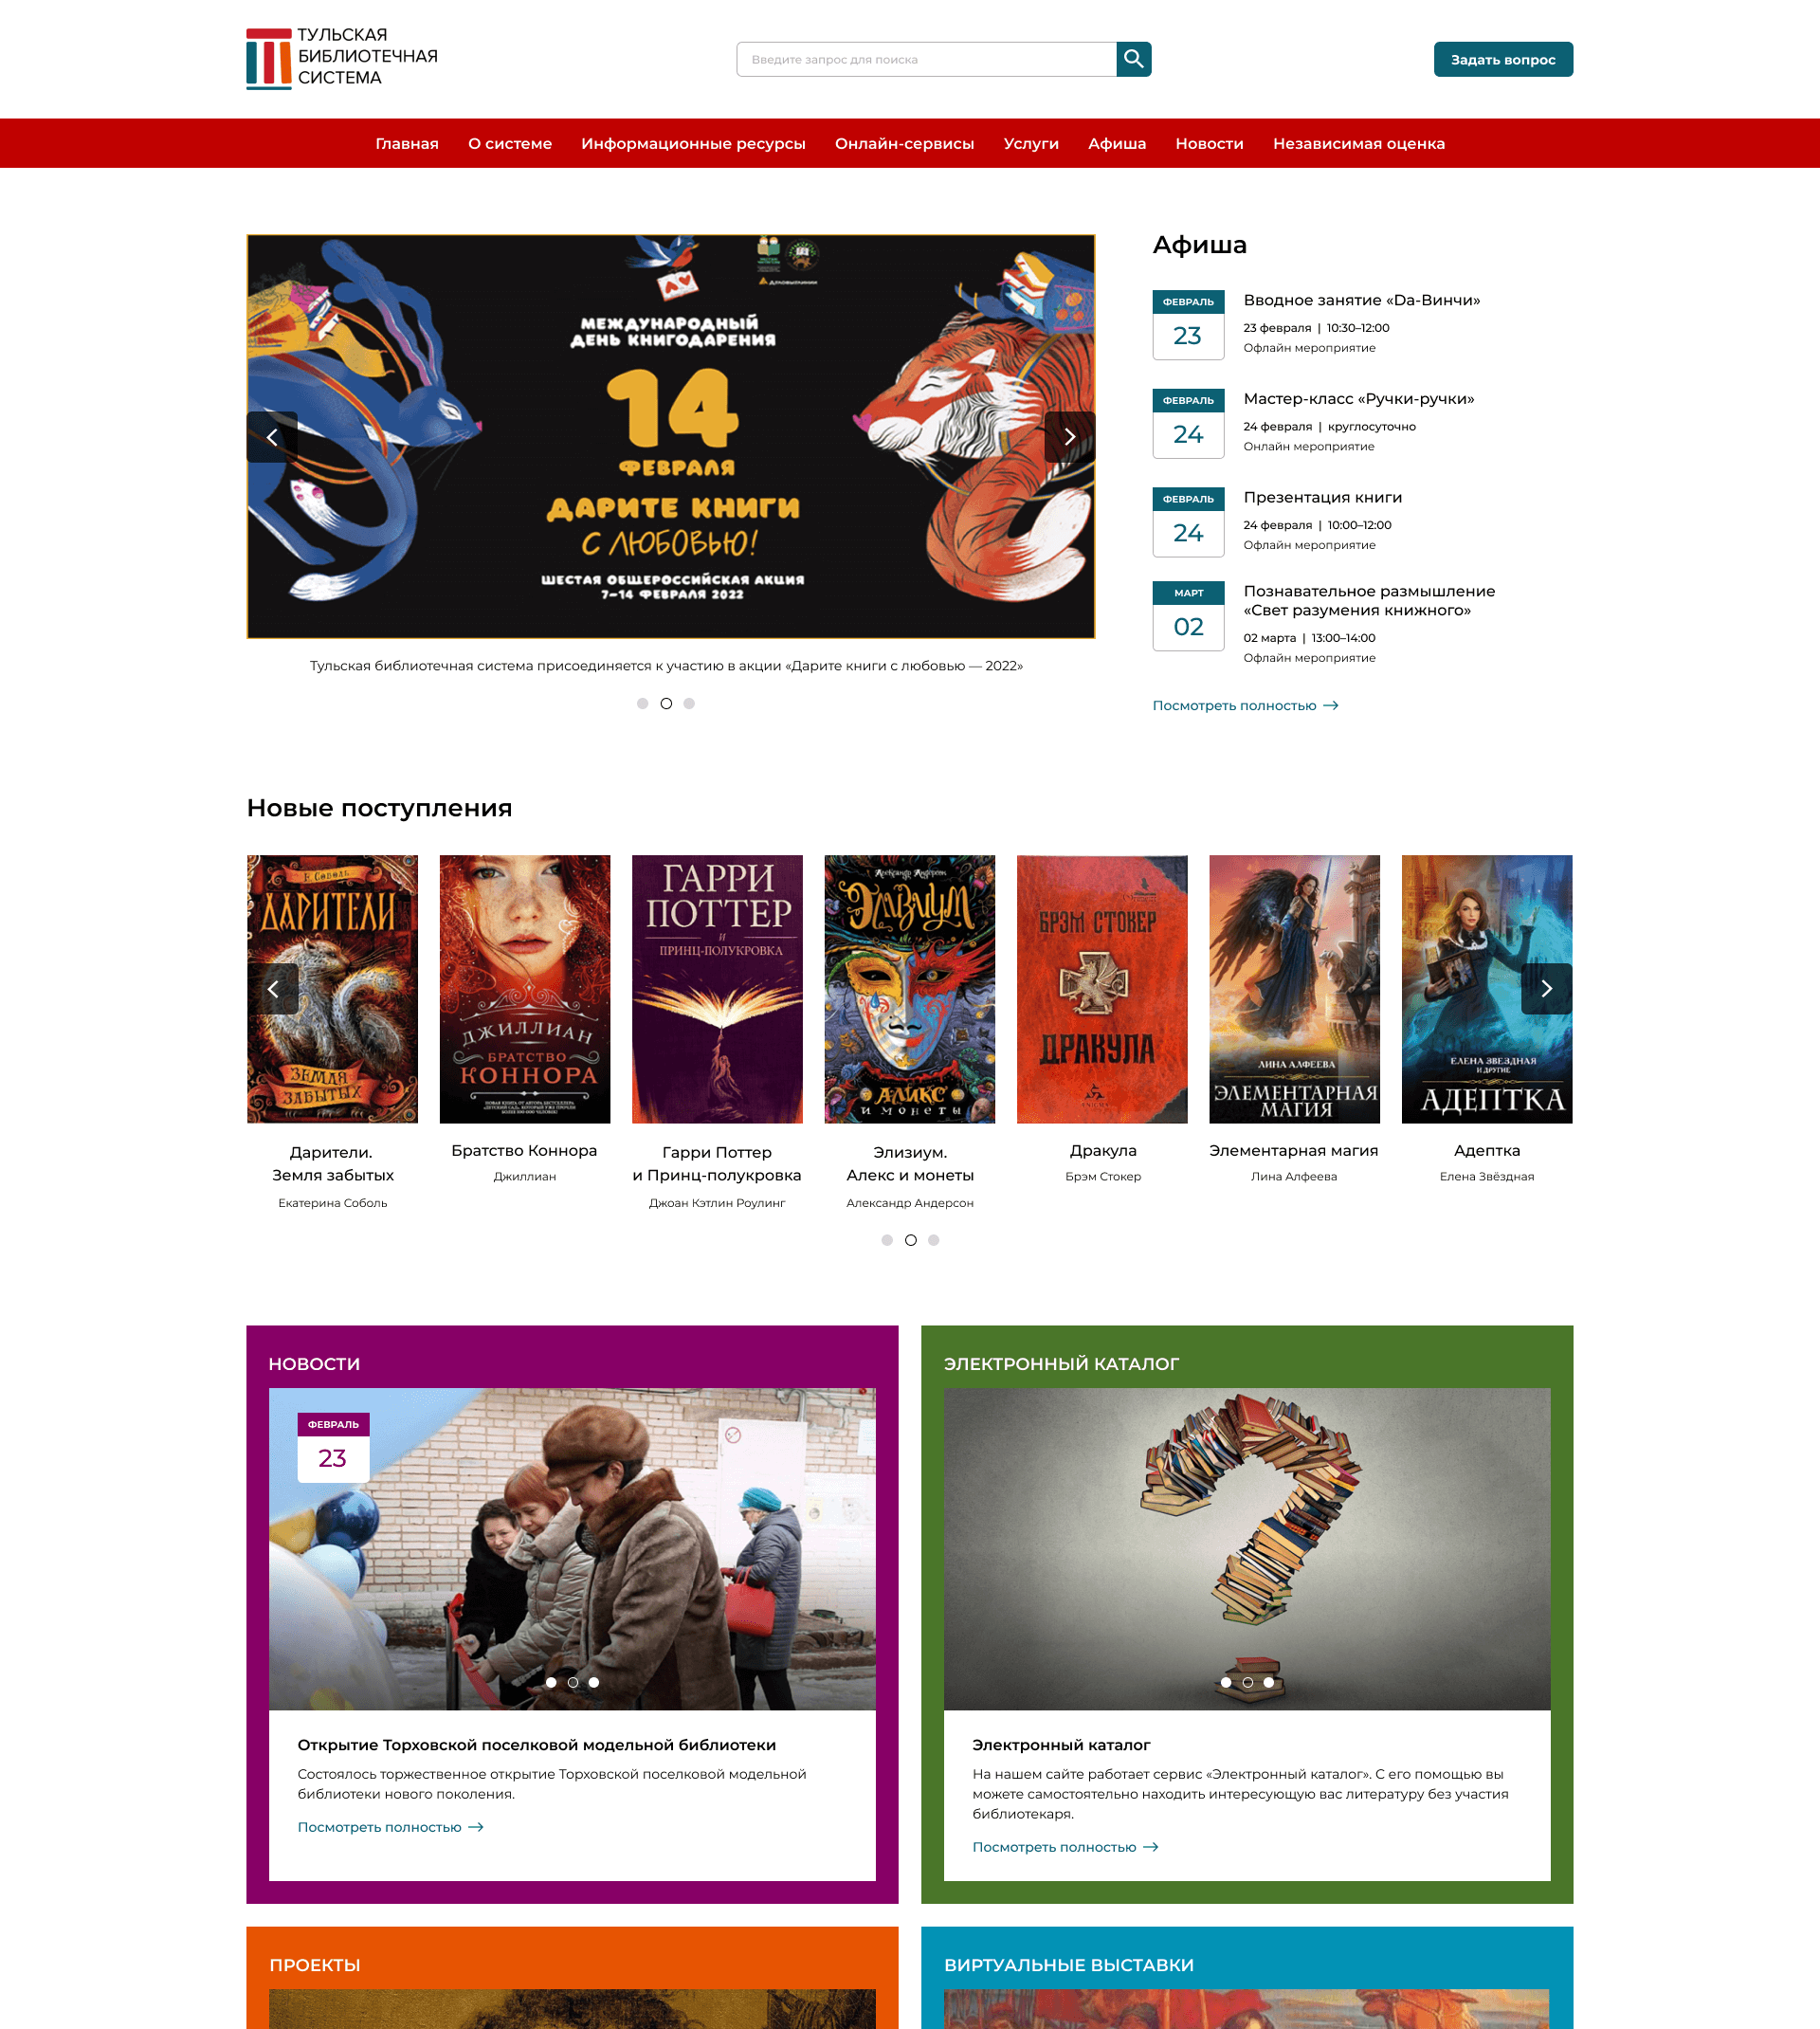 ТУЛЬСКАЯ
БИБЛИОТЕЧНАЯ
СИСТЕМА
Введите запрос для поиска
Задать вопрос
Главная О системе Информационные ресурсы Онлайн-сервисы Услуги Афиша Новости Независимая оценка
МЕЖДУНАРОДНЫЙ
ДЕНЬ КНИГОДАРЕНИЯ
14
ФЕВРАЛЯ
ДАРИТЕ КНИГИ
С ЛЮБОВЬЮ!
ШЕСТАЯ ОБЩЕРОССИЙСКАЯ АКЦИЯ
7–14 ФЕВРАЛЯ 2022
Тульская библиотечная система присоединяется к участию в акции «Дарите книги с любовью — 2022»
Афиша
ФЕВРАЛЬ
23
Вводное занятие «Da-Винчи»
23 февраля | 10:30–12:00
Офлайн мероприятие
ФЕВРАЛЬ
24
Мастер-класс «Ручки-ручки»
24 февраля | круглосуточно
Онлайн мероприятие
ФЕВРАЛЬ
24
Презентация книги
24 февраля | 10:00–12:00
Офлайн мероприятие
МАРТ
02
Познавательное размышление
«Свет разумения книжного»
02 марта | 13:00–14:00
Офлайн мероприятие
Посмотреть полностью
Новые поступления
Е. Соболь
ДАРИТЕЛИ
ЗЕМЛЯ
ЗАБЫТЫХ
ДЖИЛЛИАН
БРАТСТВО
КОННОРА
ГАРРИ
ПОТТЕР
И
ПРИНЦ-ПОЛУКРОВКА
Александр Андерсон
Элизиум
АЛИКС
И МОНЕТЫ
БРЭМ СТОКЕР
ДРАКУЛА
ЛИНА АЛФЕЕВА
ЭЛЕМЕНТАРНАЯ
МАГИЯ
ЕЛЕНА ЗВЕЗДНАЯ
И ДРУГИЕ
АДЕПТКА
Дарители.
Земля забытых
Екатерина Соболь
Братство Коннора
Джиллиан
Гарри Поттер
и Принц-полукровка
Джоан Кэтлин Роулинг
Элизиум.
Алекс и монеты
Александр Андерсон
Дракула
Брэм Стокер
Элементарная магия
Лина Алфеева
Адептка
Елена Звёздная
НОВОСТИ
ФЕВРАЛЬ
23
Открытие Торховской поселковой модельной библиотеки
Состоялось торжественное открытие Торховской поселковой модельной
библиотеки нового поколения.
Посмотреть полностью
ЭЛЕКТРОННЫЙ КАТАЛОГ
Электронный каталог
На нашем сайте работает сервис «Электронный каталог». С его помощью вы
можете самостоятельно находить интересующую вас литературу без участия
библиотекаря.
Посмотреть полностью
ПРОЕКТЫ
ВИРТУАЛЬНЫЕ ВЫСТАВКИ